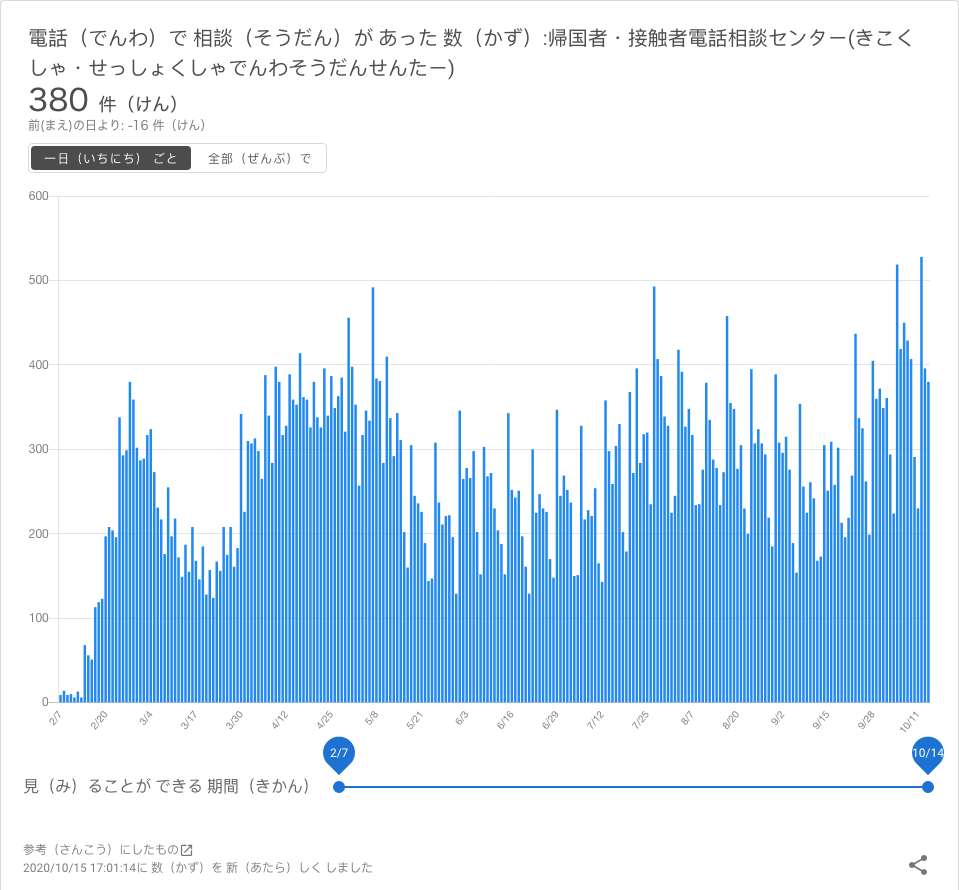 電話（でんわ）で 相談（そうだん）が あった 数（かず）:帰国者・接触者電話相談センター(きこく
しゃ・せっしょくしゃでんわそうだんせんたー)
380 件（けん）
前(まえ)の日より: -16 件（けん）
一日（いちにち） ごと 全部（ぜんぶ）で
600
500
400
300
200
100
0
2/7 2/20 3/4 3/17 3/30 4/12 4/25 5/8 5/21 6/3 6/16 6/29 7/12 7/25 8/7 8/20 9/2 9/15 9/28 10/11
2/7 10/14
見（み）ることが できる 期間（きかん）
参考（さんこう）にしたもの
2020/10/15 17:01:14に 数（かず）を 新（あたら）しく しました